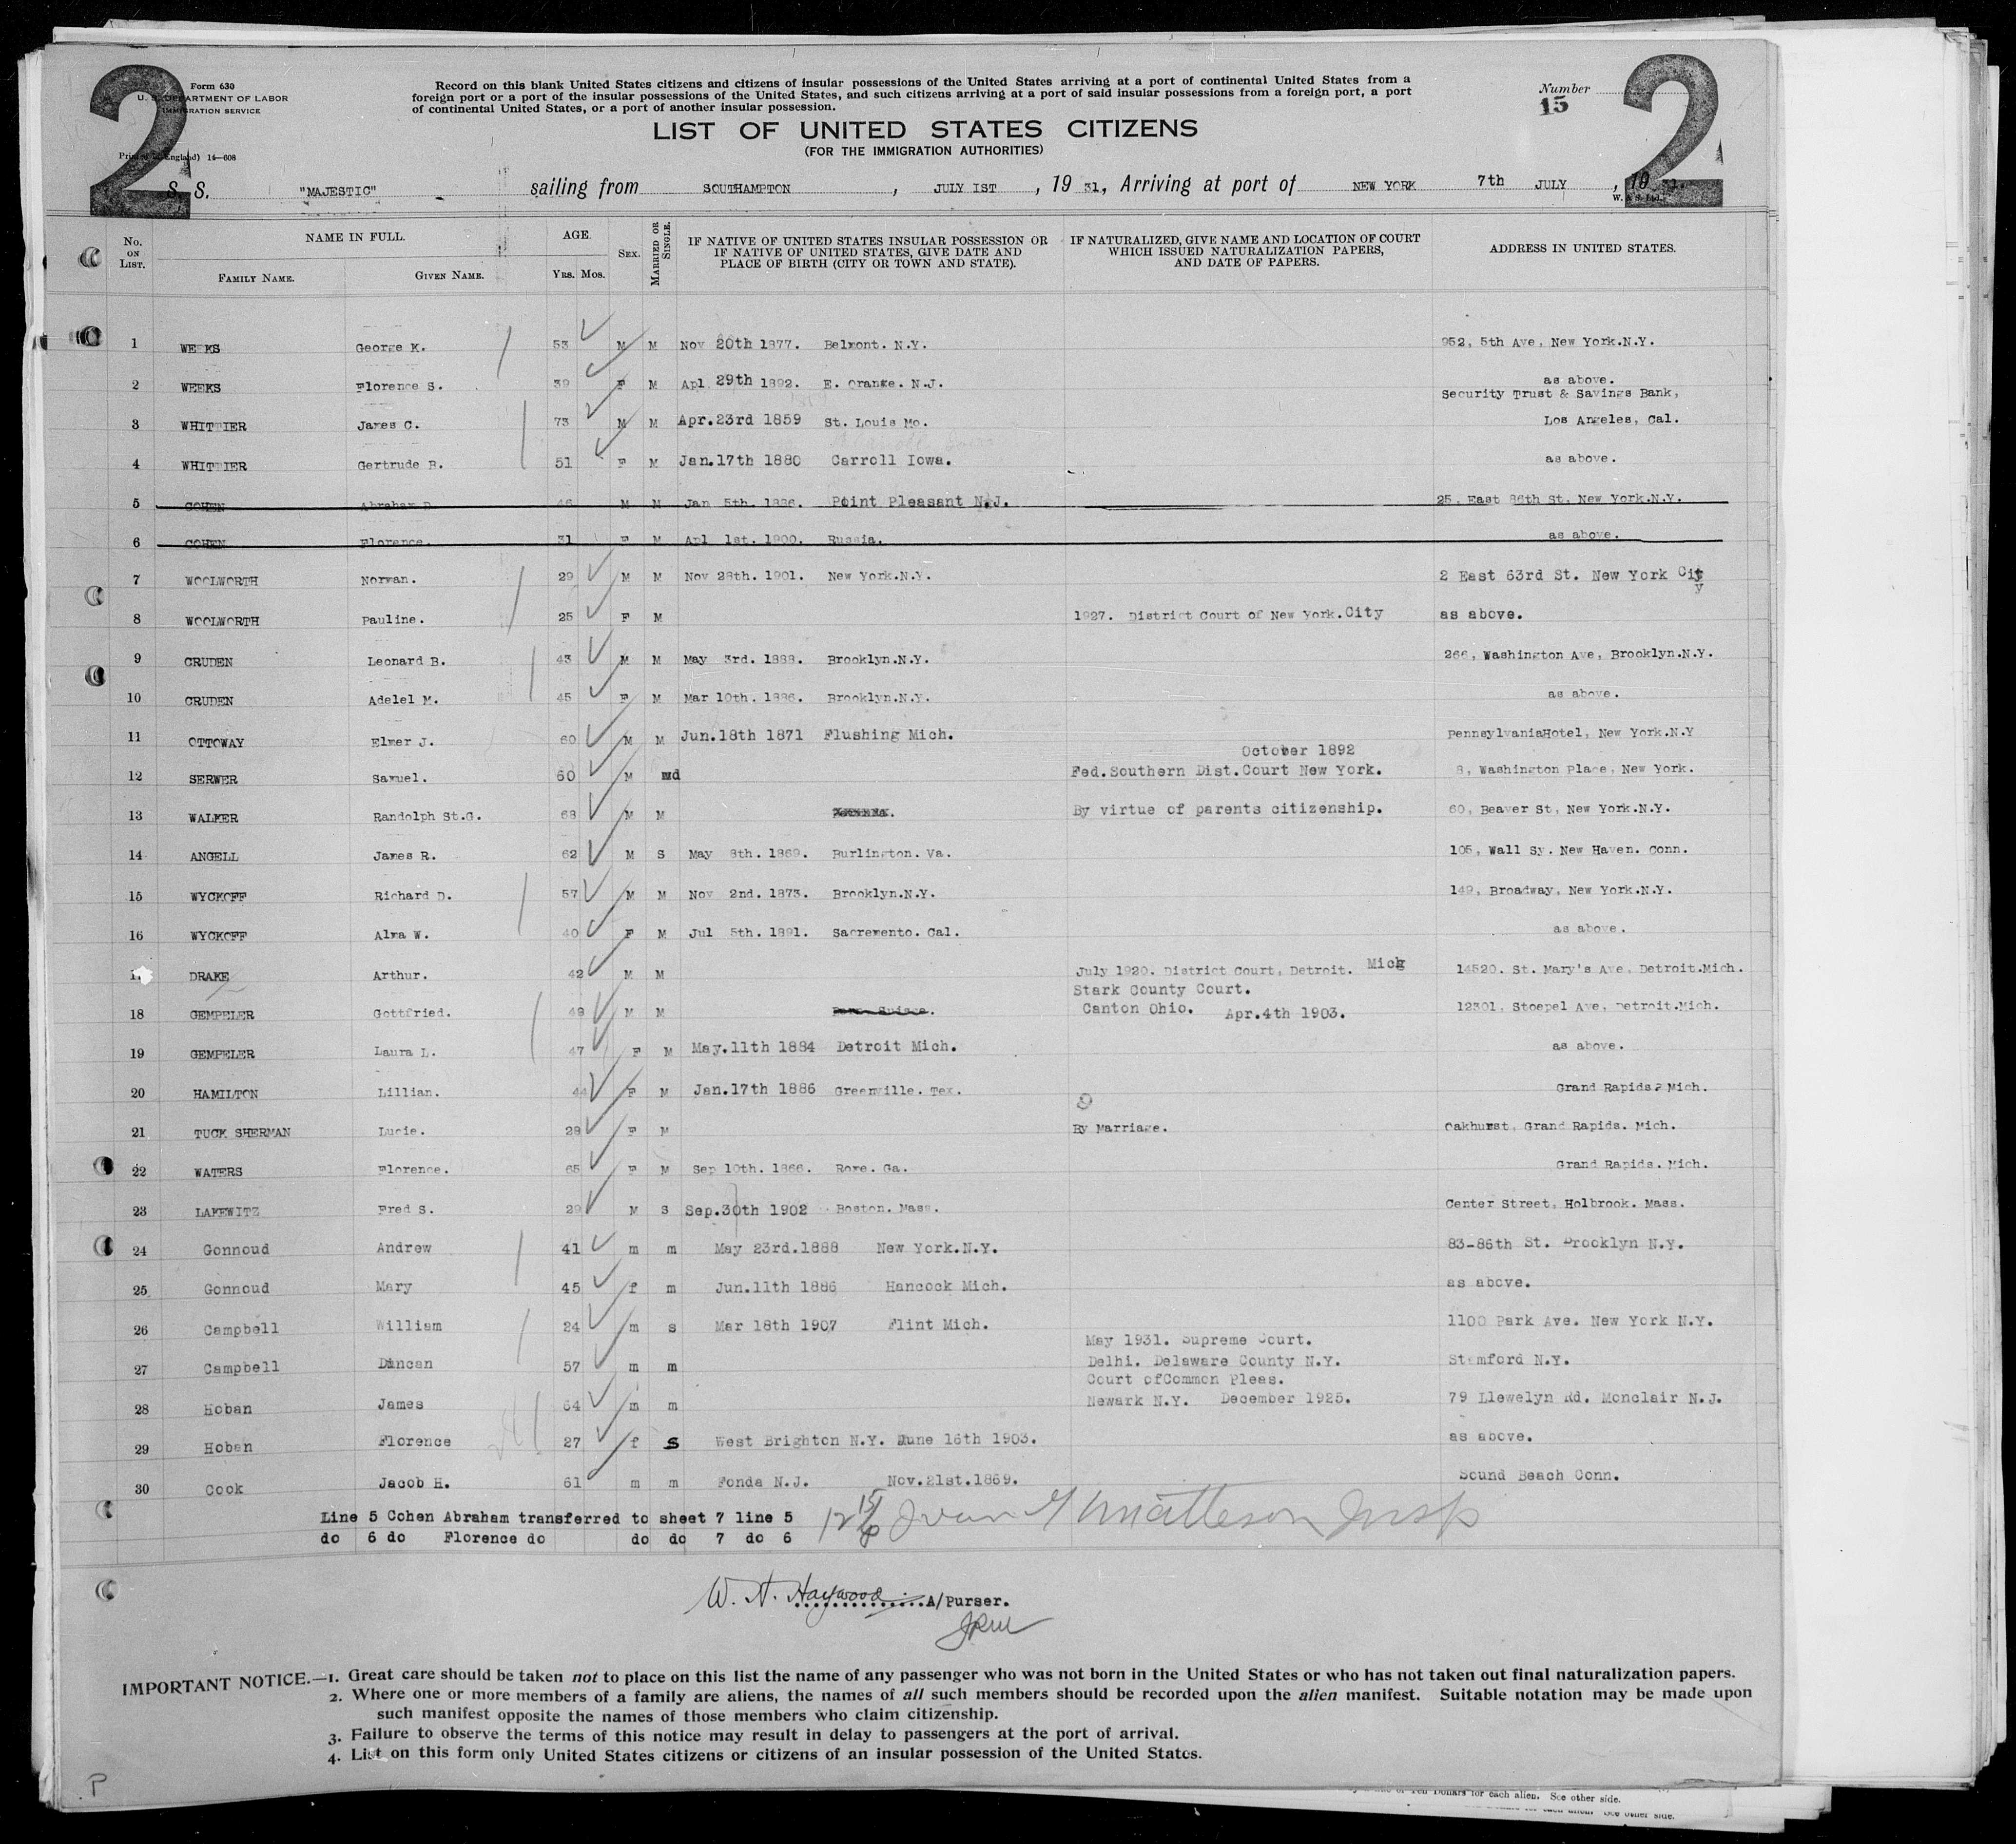 2
2
Form 630
U. S. DEPARTMENT OF LABOR
IMMIGRATION SERVICE
Printed in England) 14—608
Record on this blank United States citizens and citizens of insular possessions of the United States arriving at a port of continental United States from a
foreign port or a port of the insular possessions of the United States, and such citizens arriving at a port of said insular possessions from a foreign port, a port
of continental United States, or a port of another insular possession.
Number
15
LIST OF UNITED STATES CITIZENS
(FOR THE IMMIGRATION AUTHORITIES)
S. S. "MAJESTIC" sailing from SOUTHAMPTON, JULY 1ST, 19 31., Arriving at port of NEW YORK 7th JULY, 19 31.
W. & S. Ltd.
No. ON LIST. NAME IN FULL. FAMILY NAME. GIVEN NAME. AGE. YRS. MOS. SEX. MARRIED OR SINGLE. IF NATIVE OF UNITED STATES INSULAR POSSESSION OR IF NATIVE OF UNITED STATES, GIVE DATE AND PLACE OF BIRTH (CITY OR TOWN AND STATE). IF NATURALIZED, GIVE NAME AND LOCATION OF COURT WHICH ISSUED NATURALIZATION PAPERS, AND DATE OF PAPERS. ADDRESS IN UNITED STATES.
1 WEEKS George K. 53 M M Nov 20th 1877. Belmont. N.Y. 952, 5th Ave, New York.N.Y.
2 WEEKS Florence S. 39 F M Apl 29th 1892. E. Orange. N.J. as above.
Security Trust & Savings Bank,
3 WHITTIER James C. 73 M M Apr.23rd 1859 St. Louis Mo. Los Angeles, Cal.
4 WHITTIER Gertrude B. 51 F M Jan.17th 1880 Carroll Iowa. as above.
5 COHEN Abraham D 46 M M Jan 5th. 1886. Point Pleasant N.J. 25, East 86th St, New York.N.Y.
6 COHEN Florence. 31 F M Apl 1st. 1900. Russia. as above.
7 WOOLWORTH Norman. 29 M M Nov 28th. 1901. New York.N.Y. 2 East 63rd St. New York City
8 WOOLWORTH Pauline. 25 F M 1927. District Court of New York.City as above.
9 CRUDEN Leonard B. 43 M M May 3rd. 1888. Brooklyn.N.Y. 266, Washington Ave, Brooklyn.N.Y.
10 CRUDEN Adelel M. 45 F M Mar 10th. 1886. Brooklyn.N.Y. as above.
11 OTTOWAY Elmer J. 60 M M Jun.18th 1871 Flushing Mich. PennsylvaniaHotel, New York.N.Y
October 1892
12 SERWER Samuel. 60 M wd Fed.Southern Dist.Court New York. 8, Washington Place, New York.
13 WALKER Randolph St.G. 68 M M By virtue of parents citizenship. 60, Beaver St, New York.N.Y.
14 ANGELL James R. 62 M S May 8th. 1869. Burlington. Va. 105, Wall Sy. New Haven. Conn.
15 WYCKOFF Richard D. 57 M M Nov 2nd. 1873. Brooklyn.N.Y. 149, Broadway, New York.N.Y.
16 WYCKOFF Alma W. 40 F M Jul 5th. 1891. Sacremento. Cal. as above.
DRAKE Arthur. 42 M M July 1920. District Court, Detroit. Mich 14520. St. Mary's Ave, Detroit.Mich.
Stark County Court.
18 GEMPELER Gottfried. 48 M M Suisse. Canton Ohio. Apr.4th 1903. 12301, Stoepel Ave, Detroit.Mich.
19 GEMPELER Laura L. 47 F M May.11th 1884 Detroit Mich. as above.
20 HAMILTON Lillian. 44 F M Jan.17th 1886 Greenville. Tex. Grand Rapids. Mich.
21 TUCK SHERMAN Lucie. 28 F M By Marriage. Oakhurst, Grand Rapids. Mich.
22 WATERS Florence. 65 F M Sep 10th. 1866. Rome. Ga. Grand Rapids. Mich.
23 LAKEWITZ Fred S. 29 M S Sep.30th 1902 Boston. Mass. Center Street, Holbrook. Mass.
24 Gonnoud Andrew 41 m m May 23rd.1888 New York.N.Y. 83-86th St. Brooklyn N.Y.
25 Gonnoud Mary 45 f m Jun.11th 1886 Hancock Mich. as above.
26 Campbell William 24 m s Mar 18th 1907 Flint Mich. 1100 Park Ave. New York N.Y.
May 1931. Supreme Court.
27 Campbell Duncan 57 m m Delhi. Delaware County N.Y. Stamford N.Y.
Court ofCommon Pleas.
28 Hoban James 64 m m Newark N.Y. December 1925. 79 Llewelyn Rd. Monclair N.J.
29 Hoban Florence 27 f s West Brighton N.Y. June 16th 1903. as above.
30 Cook Jacob H. 61 m m Fonda N.J. Nov.21st.1869. Sound Beach Conn.
Line 5 Cohen Abraham transferred to sheet 7 line 5
do 6 do Florence do do do 7 do 6
Matteson Insp
W. A. Haywood A/Purser.
JRM
IMPORTANT NOTICE.—1. Great care should be taken not to place on this list the name of any passenger who was not born in the United States or who has not taken out final naturalization papers.
2. Where one or more members of a family are aliens, the names of all such members should be recorded upon the alien manifest. Suitable notation may be made upon
such manifest opposite the names of those members who claim citizenship.
3. Failure to observe the terms of this notice may result in delay to passengers at the port of arrival.
4. List on this form only United States citizens or citizens of an insular possession of the United States.
P
of Ten Dollars for each alien. See other side.
for each alien. See other side.